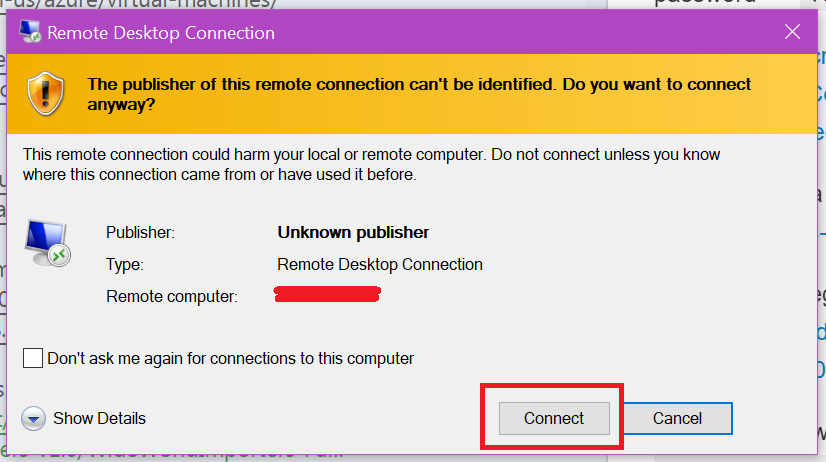 -us/azure/virtual-machines/
password
Remote Desktop Connection
The publisher of this remote connection can't be identified. Do you want to connect
anyway?
This remote connection could harm your local or remote computer. Do not connect unless you know
where this connection came from or have used it before.
Publisher:
Unknown publisher
Type:
Remote Desktop Connection
Remote computer:
Don't ask me again for connections to this computer
Show Details
Connect
Cancel